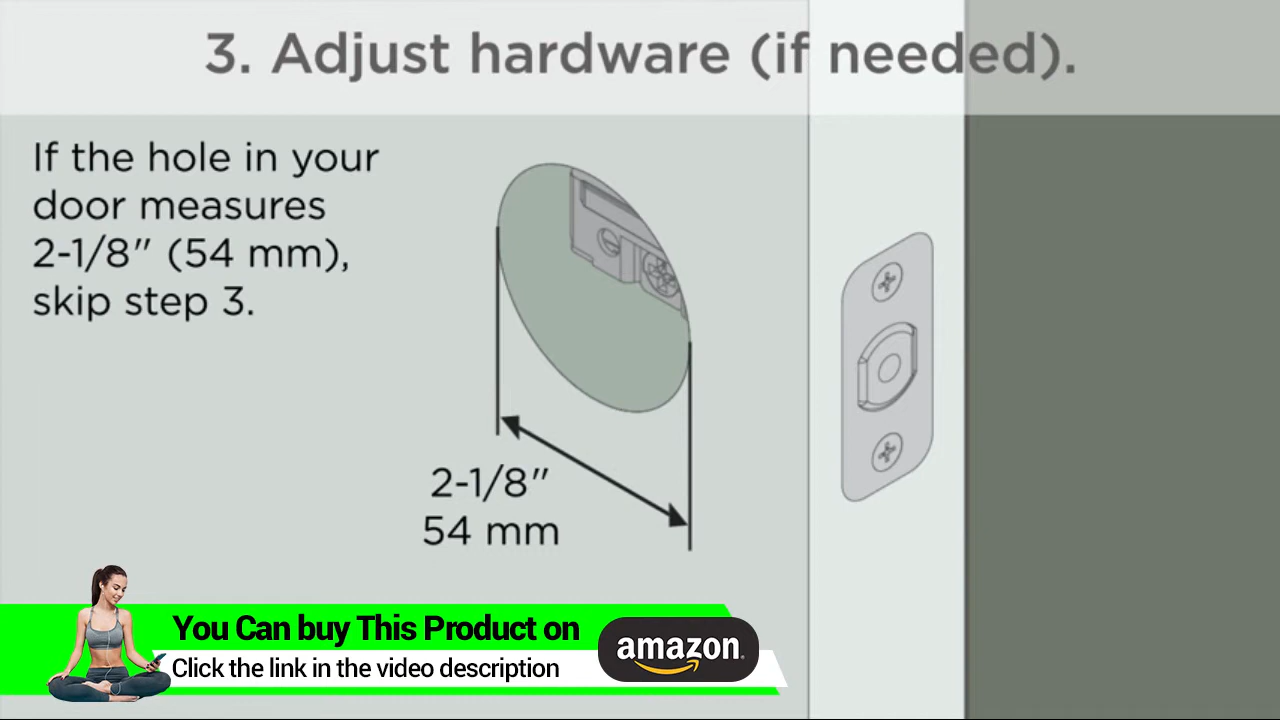 3. Adjust hardware (if needed).
If the hole in your
door measures
2-1/8" (54 mm),
skip step 3.
2-1/8"
54 mm
You Can buy This Product on
Click the link in the video description
amazon